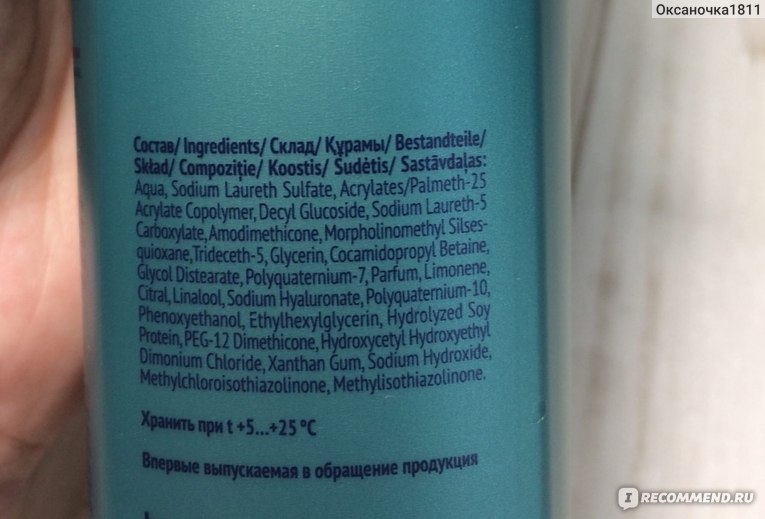 Оксаночка1811
Состав/ Ingredients/ Склад/ Құрамы/ Bestandteile/
Skład/ Compoziţie/ Koostis/ Sudėtis/ Sastāvdaļas:
Aqua, Sodium Laureth Sulfate, Acrylates/Palmeth-25
Acrylate Copolymer, Decyl Glucoside, Sodium Laureth-5
Carboxylate, Amodimethicone, Morpholinomethyl Silses-
quioxane, Trideceth-5, Glycerin, Cocamidopropyl Betaine,
Glycol Distearate, Polyquaternium-7, Parfum, Limonene,
Citral, Linalool, Sodium Hyaluronate, Polyquaternium-10,
Phenoxyethanol, Ethylhexylglycerin, Hydrolyzed Soy
Protein, PEG-12 Dimethicone, Hydroxycetyl Hydroxyethyl
Dimonium Chloride, Xanthan Gum, Sodium Hydroxide,
Methylchloroisothiazolinone, Methylisothiazolinone.
Хранить при t +5...+25 °C
Впервые выпускаемая в обращение продукция
I RECOMMEND.RU